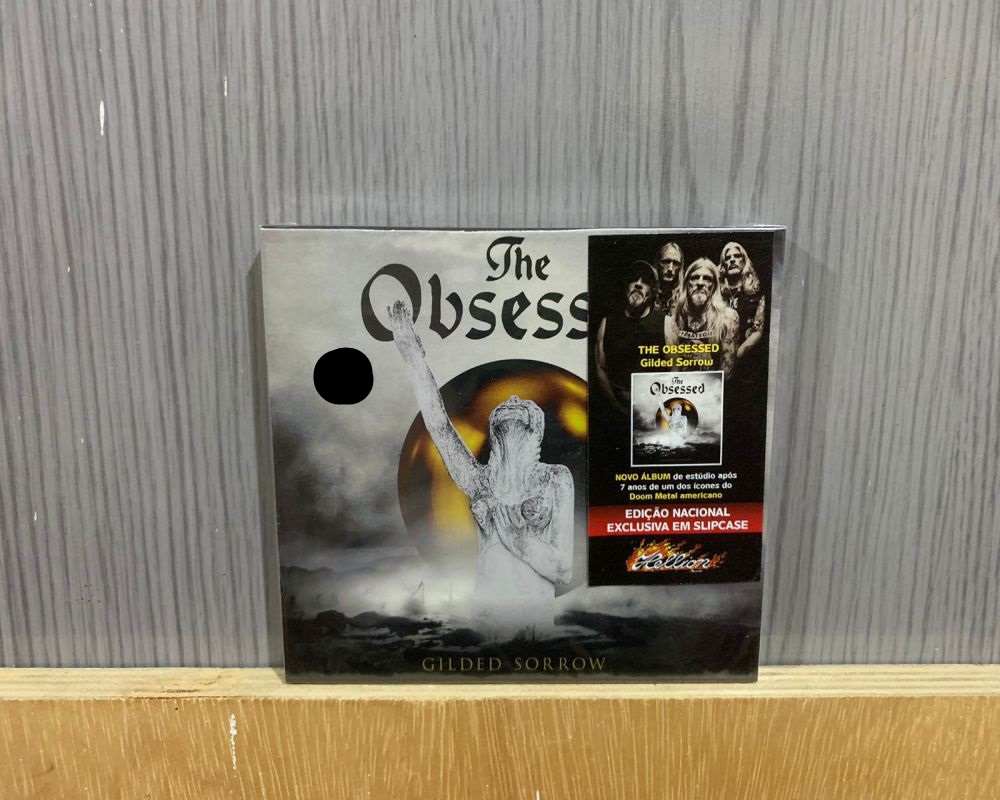 The
Obsess
THE OBSESSED
Gilded Sorrow
The
Obsessed
NOVO ÁLBUM de estúdio após
7 anos de um dos ícones do
Doom Metal americano
EDIÇÃO NACIONAL
EXCLUSIVA EM SLIPCASE
Hellion
GILDED SORROW